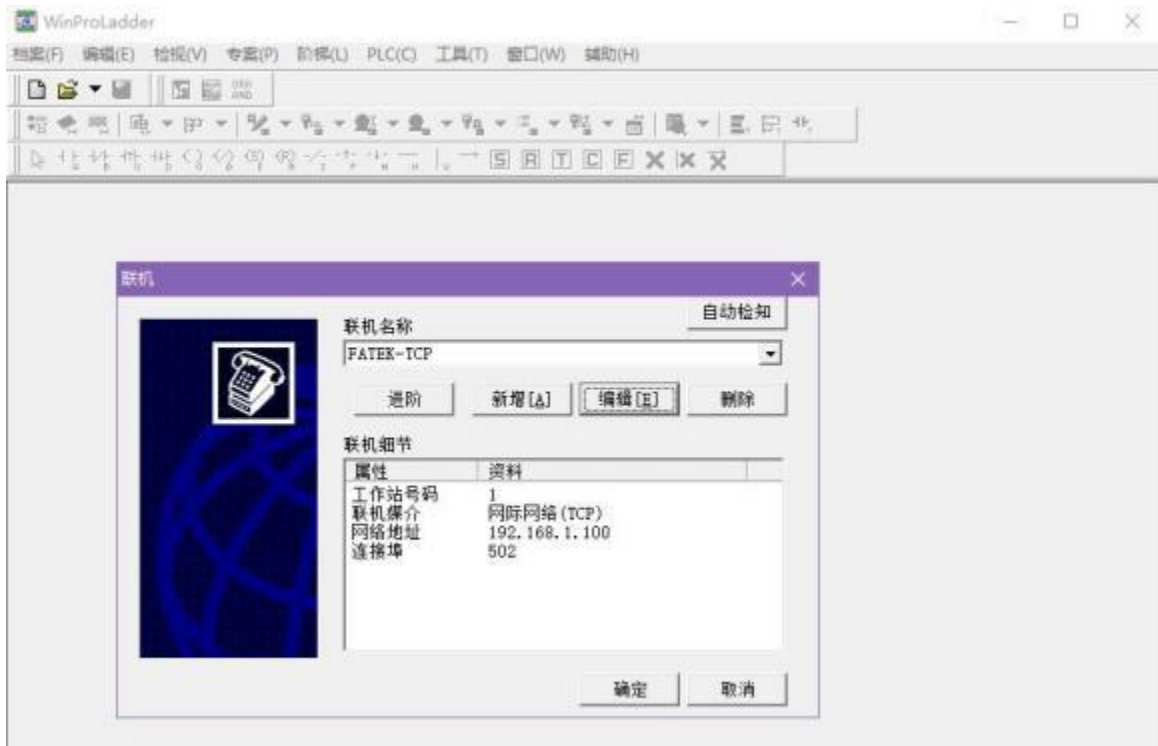 WinProLadder
档案(F) 编辑(E) 检视(V) 专案(P) 阶梯(L) PLC(C) 工具(T) 窗口(W) 辅助(H)
S R T C F
联机
自动检知
联机名称
FATEK-TCP
进阶 新增[A] 编辑[E] 删除
联机细节
属性 资料
工作站号码 1
联机媒介 网际网络(TCP)
网络地址 192.168.1.100
连接埠 502
确定 取消